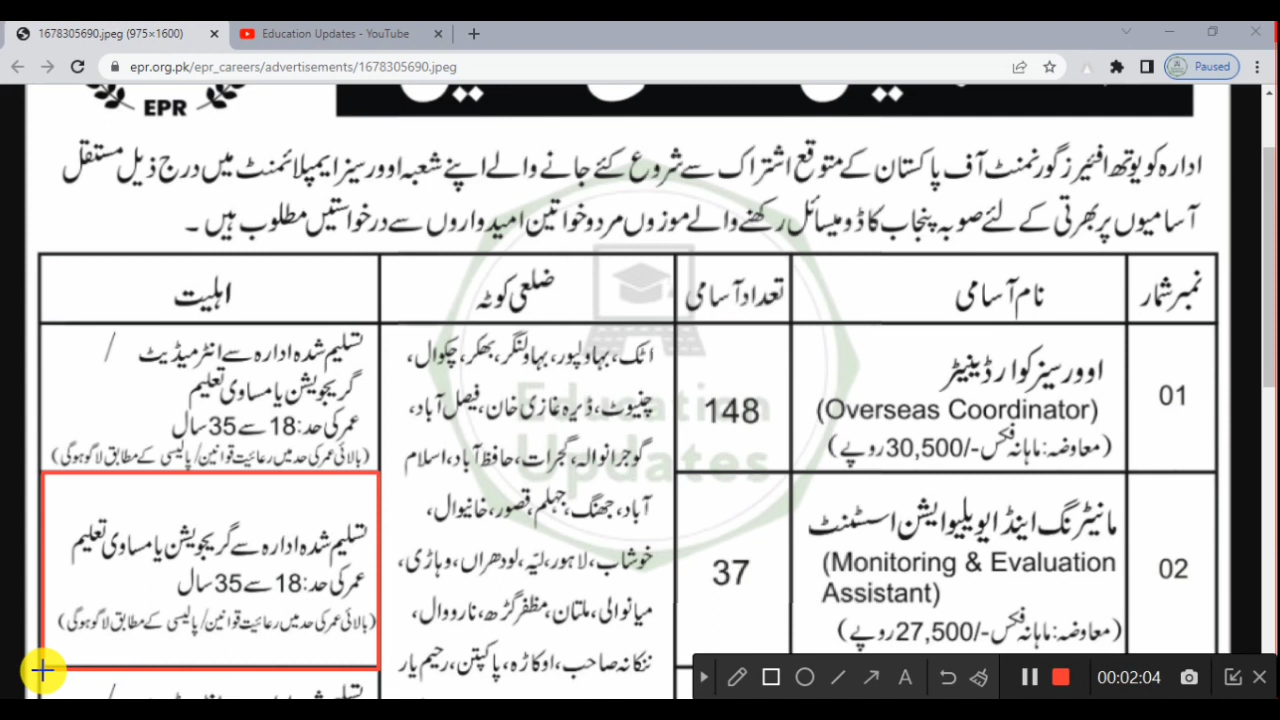 1678305690.jpeg (975×1600)
Education Updates - YouTube
epr.org.pk/epr_careers/advertisements/1678305690.jpeg
Paused
EPR
ادارہ کو یوتھ افئیرز گورنمنٹ آف پاکستان کے متوقع اشتراک سے شروع کئے جانے والے اپنے شعبہ اوورسیز ایمپلائمنٹ میں درج ذیل مستقل
آسامیوں پر بھرتی کے لئے صوبہ پنجاب کا ڈومیسائل رکھنے والے موزوں مرد و خواتین امیدواروں سے درخواستیں مطلوب ہیں ۔
نمبر شمار
نام آسامی
تعداد آسامی
ضلعی کوٹہ
اہلیت
01
اوورسیز کوارڈینیٹر
(Overseas Coordinator)
(معاوضہ: ماہانہ فکس -/30,500 روپے)
148
اٹک، بہاولپور، بہاولنگر، بھکر، چکوال،
چنیوٹ، ڈیرہ غازی خان، فیصل آباد،
گوجرانوالہ، گجرات، حافظ آباد، اسلام
آباد، جھنگ، جہلم، قصور، خانیوال،
خوشاب، لاہور، لیّہ، لودھراں، وہاڑی،
میانوالی، ملتان، مظفر گڑھ، نارووال،
ننکانہ صاحب، اوکاڑہ، پاکپتن، رحیم یار
تسلیم شدہ ادارہ سے انٹرمیڈیٹ /
گریجویشن یا مساوی تعلیم
عمر کی حد: 18 سے 35 سال
(بالائی عمر کی حد میں رعائیت قوانین/پالیسی کے مطابق لاگو ہوگی)
02
مانیٹرنگ اینڈ ایویلیوایشن اسسٹنٹ
(Monitoring & Evaluation
Assistant)
(معاوضہ: ماہانہ فکس -/27,500 روپے)
37
تسلیم شدہ ادارہ سے گریجویشن یا مساوی تعلیم
عمر کی حد: 18 سے 35 سال
(بالائی عمر کی حد میں رعائیت قوانین/پالیسی کے مطابق لاگو ہوگی)
Education
Updates
A
00:02:04